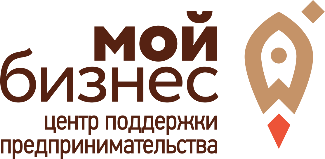 мой
бизнес
центр поддержки
предпринимательства